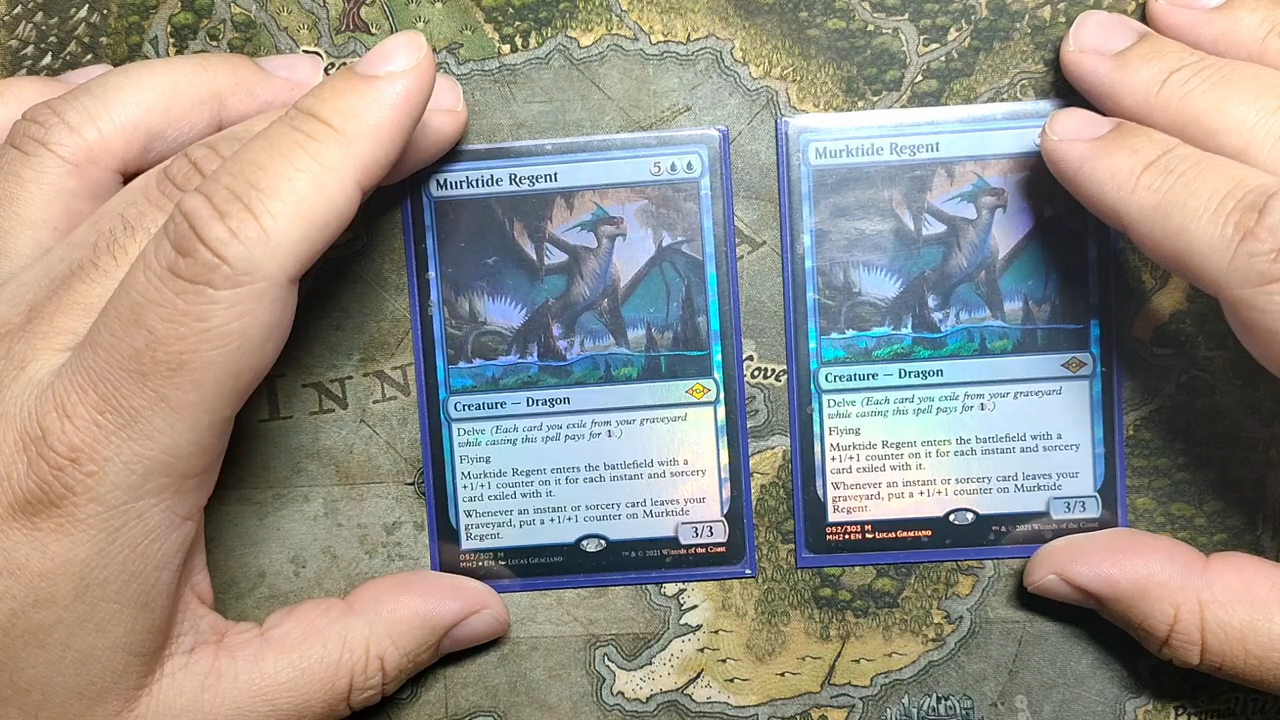 Murktide Regent
5
Creature — Dragon
Delve (Each card you exile from your graveyard
while casting this spell pays for 1.)
Flying
Murktide Regent enters the battlefield with a
+1/+1 counter on it for each instant and sorcery
card exiled with it.
Whenever an instant or sorcery card leaves your
graveyard, put a +1/+1 counter on Murktide
Regent.
3/3
052/303 M
MH2 ★ EN LUCAS GRACIANO
™ & © 2021 Wizards of the Coast
Murktide Regent
Creature — Dragon
Delve (Each card you exile from your graveyard
while casting this spell pays for 1.)
Flying
Murktide Regent enters the battlefield with a
+1/+1 counter on it for each instant and sorcery
card exiled with it.
Whenever an instant or sorcery card leaves your
graveyard, put a +1/+1 counter on Murktide
Regent.
3/3
052/303 M
MH2 ★ EN LUCAS GRACIANO
™ & © 2021 Wizards of the Coast
INN
Cove